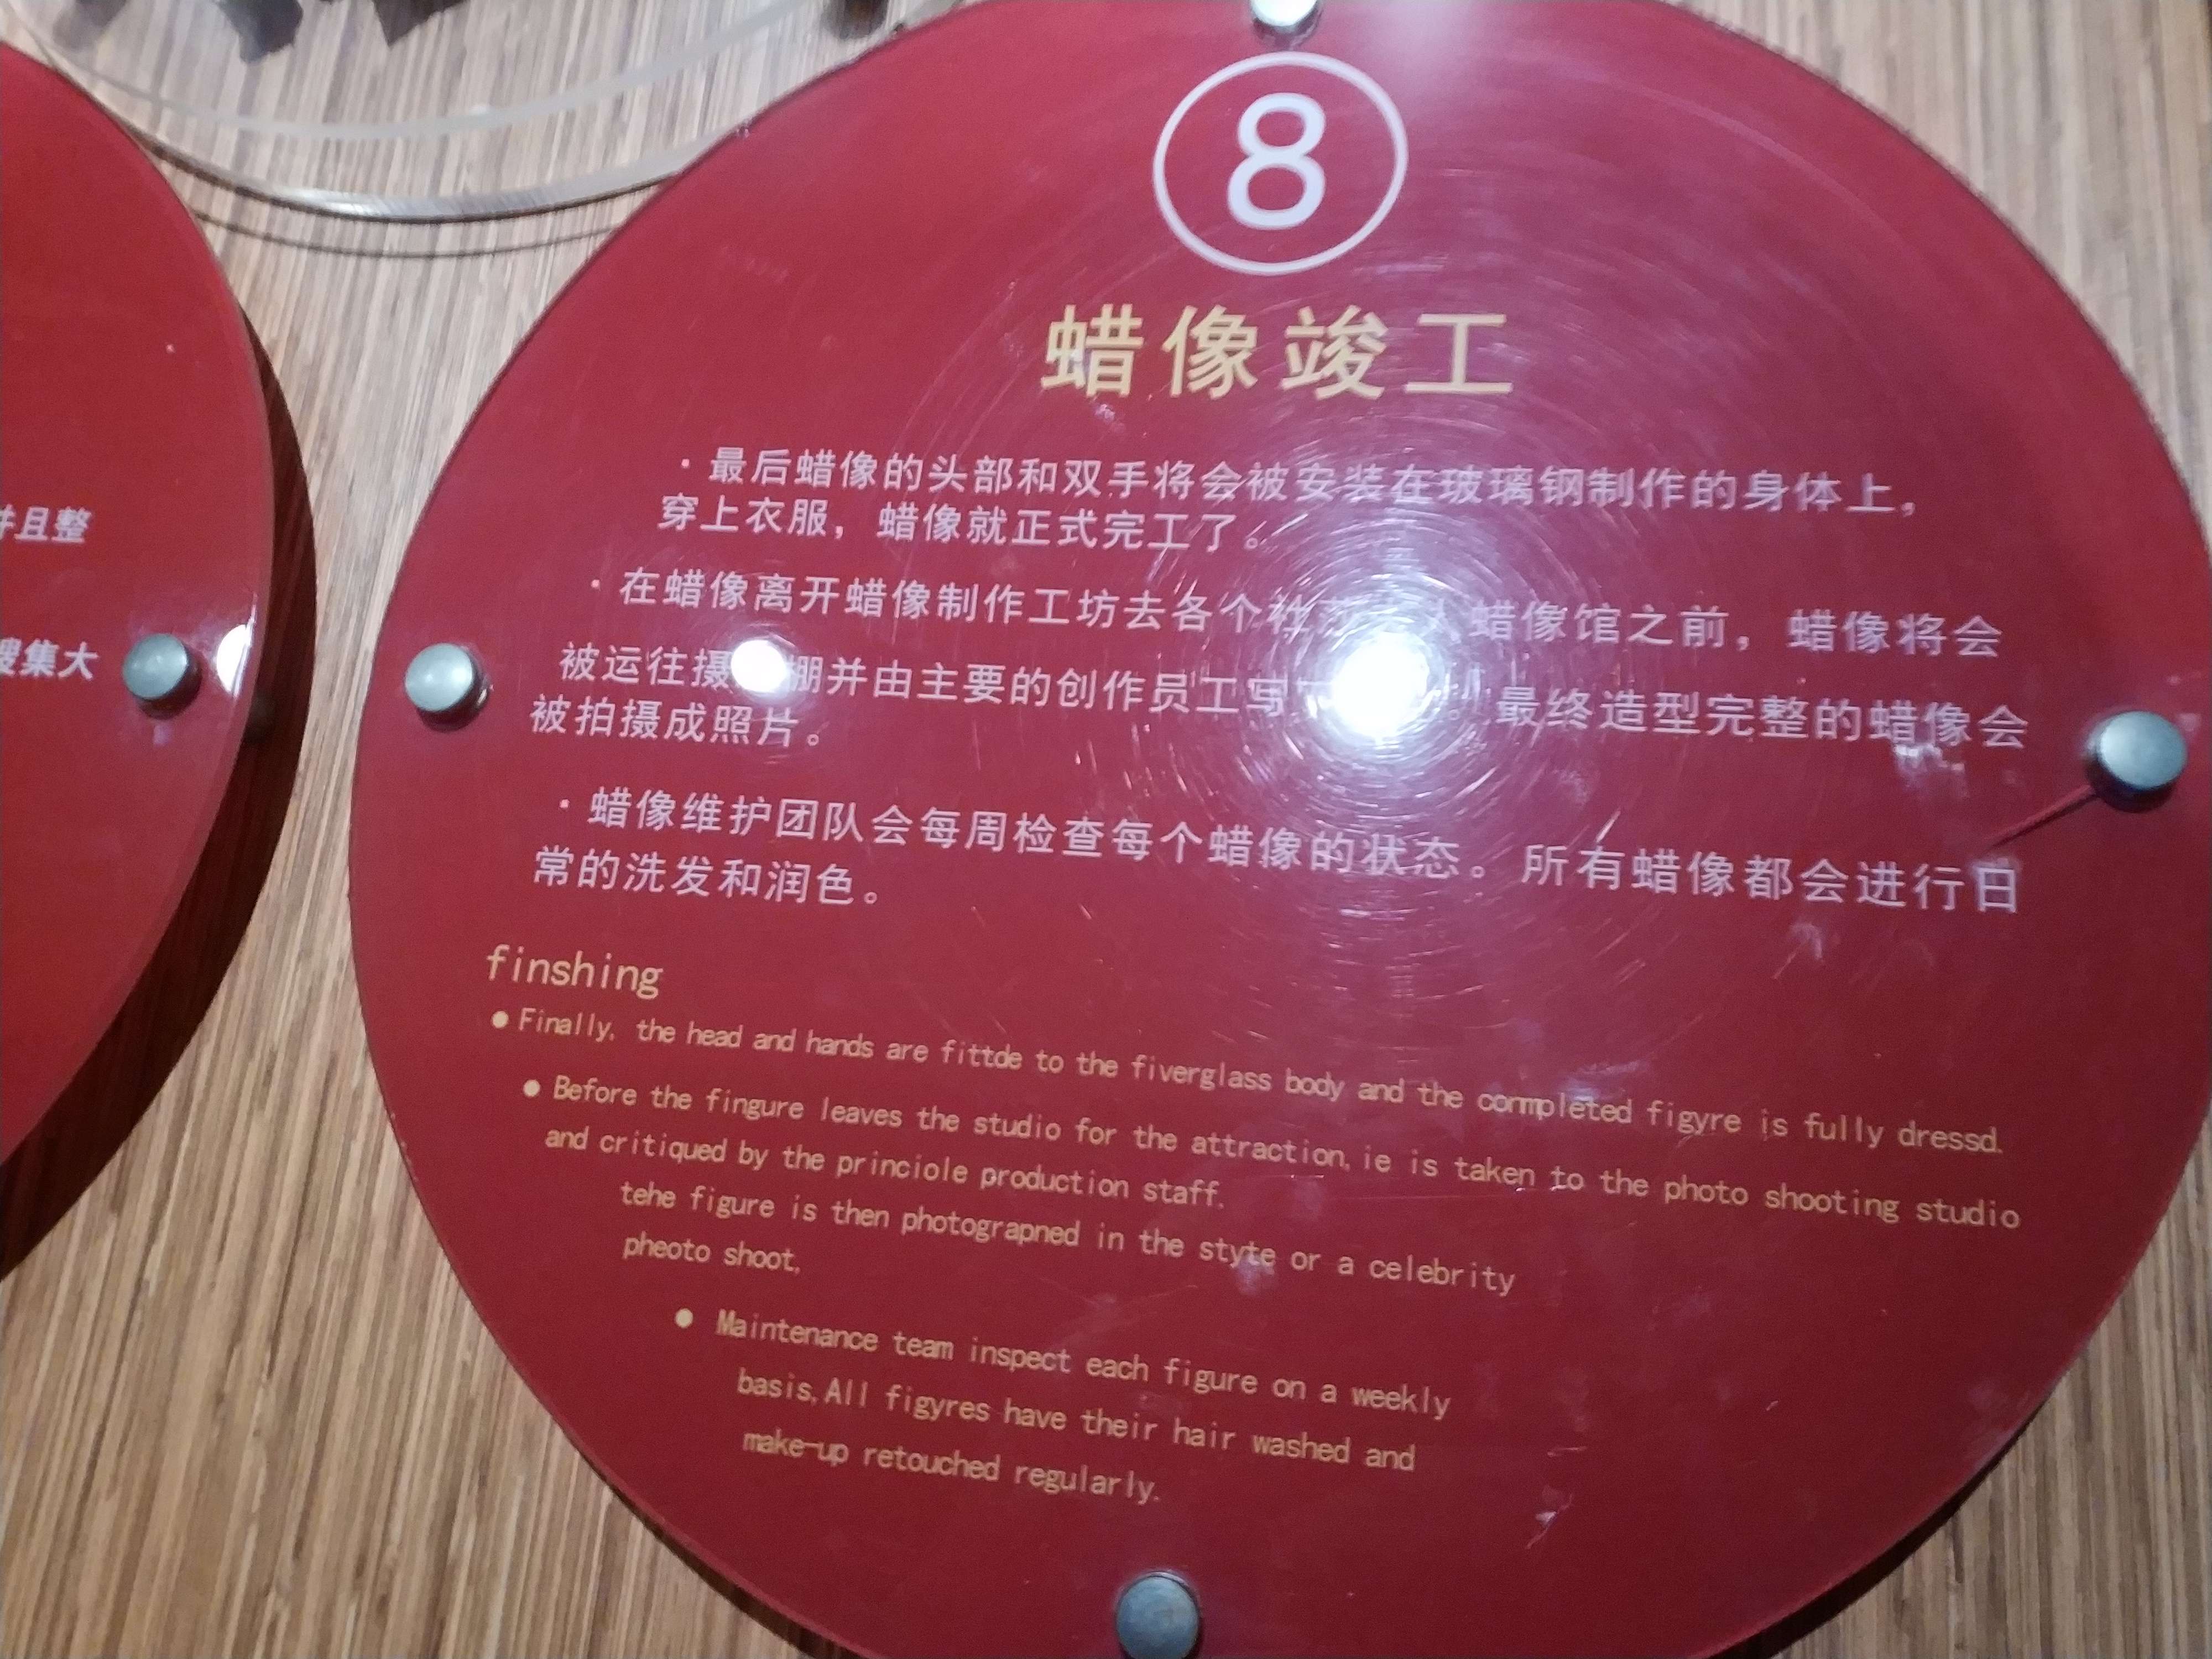 并且整
搜集大
8
蜡像竣工
·最后蜡像的头部和双手将会被安装在玻璃钢制作的身体上，
穿上衣服，蜡像就正式完工了。
·在蜡像离开蜡像制作工坊去各个 蜡像馆之前，蜡像将会
被运往摄 棚并由主要的创作员工写 最终造型完整的蜡像会
被拍摄成照片。
·蜡像维护团队会每周检查每个蜡像的状态。所有蜡像都会进行日
常的洗发和润色。
finshing
●Finally, the head and hands are fittde to the fiverglass body and the conmpleted figyre is fully dressd.
●Before the fingure leaves the studio for the attraction, ie is taken to the photo shooting studio
and critiqued by the princiole production staff.
tehe figure is then photograpned in the styte or a celebrity
pheoto shoot,
●Maintenance team inspect each figure on a weekly
basis,All figyres have their hair washed and
make-up retouched regularly.